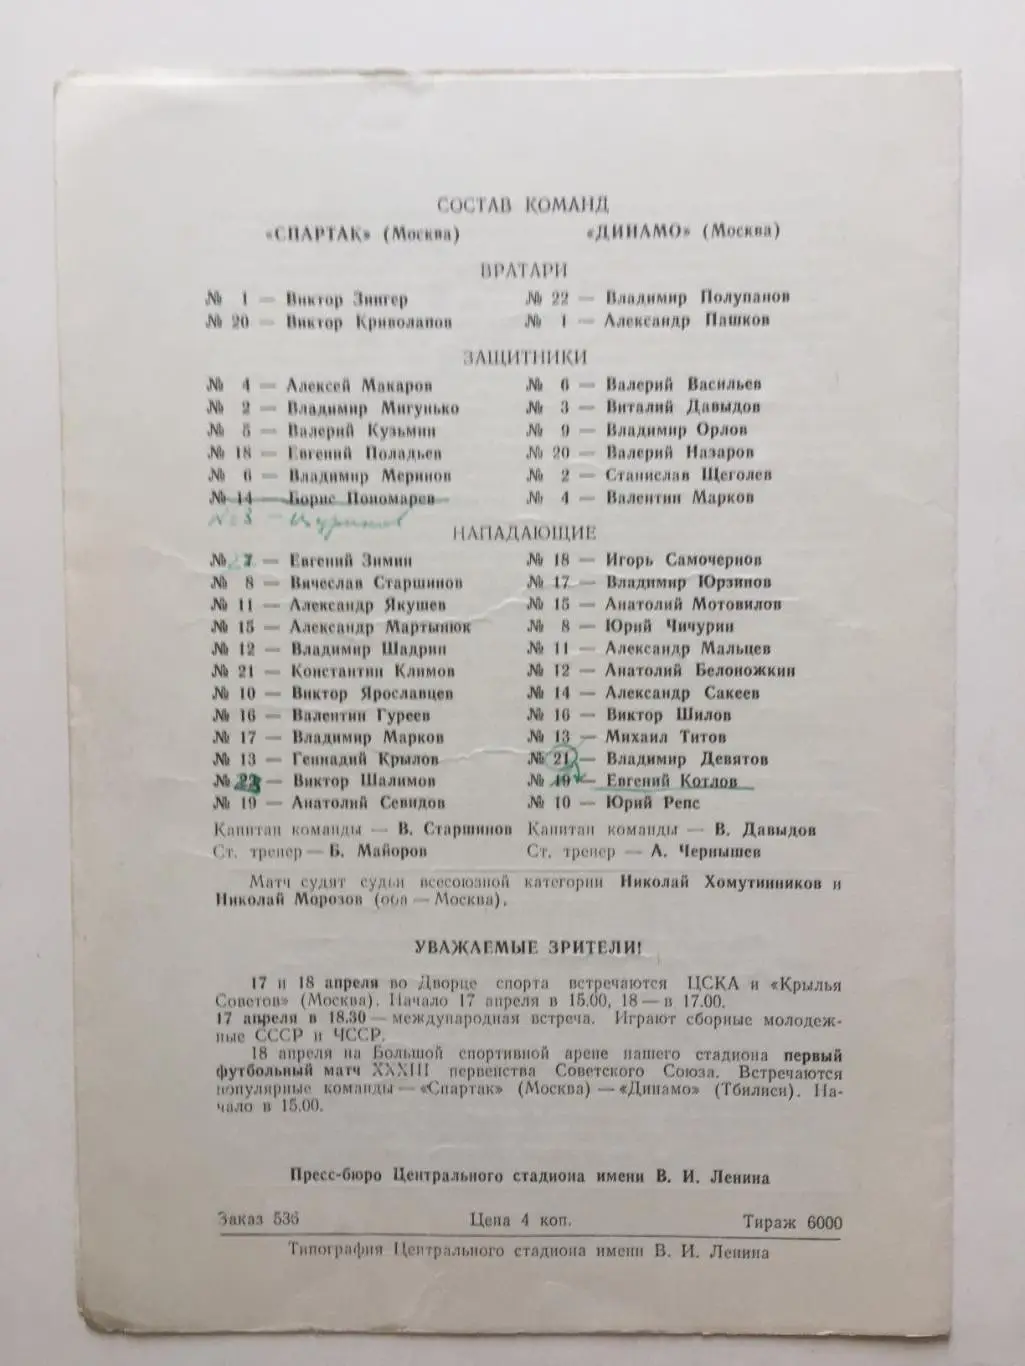 СОСТАВ КОМАНД
«СПАРТАК» (Москва) «ДИНАМО» (Москва)
ВРАТАРИ
№ 1 — Виктор Зингер № 22 — Владимир Полупанов
№ 20 — Виктор Криволапов № 1 — Александр Пашков
ЗАЩИТНИКИ
№ 4 — Алексей Макаров № 6 — Валерий Васильев
№ 2 — Владимир Мигунько № 3 — Виталий Давыдов
№ 5 — Валерий Кузьмин № 9 — Владимир Орлов
№ 18 — Евгений Поладьев № 20 — Валерий Назаров
№ 6 — Владимир Меринов № 2 — Станислав Щеголев
№ 14 — Борис Пономарев № 4 — Валентин Марков
№ 3 —
НАПАДАЮЩИЕ
№ 7 — Евгений Зимин № 18 — Игорь Самочернов
№ 8 — Вячеслав Старшинов № 17 — Владимир Юрзинов
№ 11 — Александр Якушев № 15 — Анатолий Мотовилов
№ 15 — Александр Мартынюк № 8 — Юрий Чичурин
№ 12 — Владимир Шадрин № 11 — Александр Мальцев
№ 21 — Константин Климов № 12 — Анатолий Белоножкин
№ 10 — Виктор Ярославцев № 14 — Александр Сакеев
№ 16 — Валентин Гуреев № 16 — Виктор Шилов
№ 17 — Владимир Марков № 13 — Михаил Титов
№ 13 — Геннадий Крылов № 21 — Владимир Девятов
№ 23 — Виктор Шалимов № 19 — Евгений Котлов
№ 19 — Анатолий Севидов № 10 — Юрий Репс
Капитан команды — В. Старшинов Капитан команды — В. Давыдов
Ст. тренер — Б. Майоров Ст. тренер — А. Чернышев
Матч судят судьи всесоюзной категории Николай Хомутинников и
Николай Морозов (оба — Москва).
УВАЖАЕМЫЕ ЗРИТЕЛИ!
17 и 18 апреля во Дворце спорта встречаются ЦСКА и «Крылья
Советов» (Москва). Начало 17 апреля в 15.00, 18 — в 17.00.
17 апреля в 18.30 — международная встреча. Играют сборные молодеж-
ные СССР и ЧССР.
18 апреля на Большой спортивной арене нашего стадиона первый
футбольный матч XXXIII первенства Советского Союза. Встречаются
популярные команды — «Спартак» (Москва) — «Динамо» (Тбилиси). На-
чало в 15.00.
Пресс-бюро Центрального стадиона имени В. И. Ленина
Заказ 536 Цена 4 коп. Тираж 6000
Типография Центрального стадиона имени В. И. Ленина